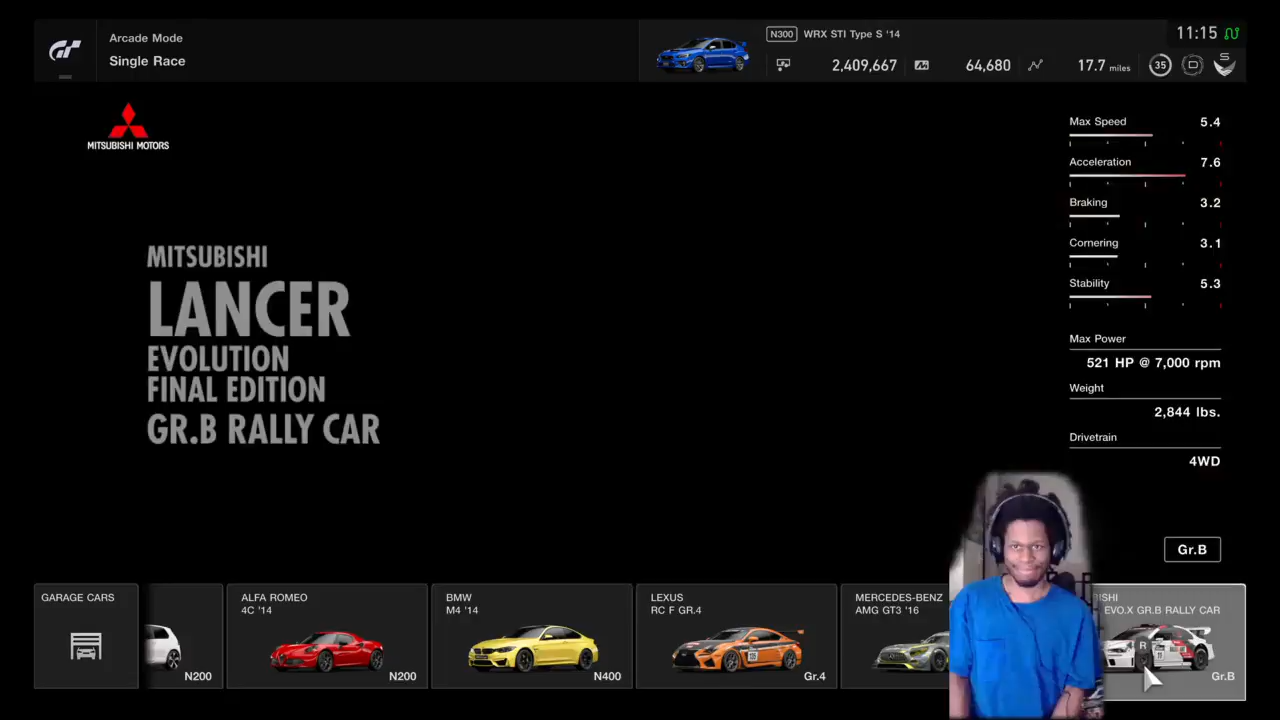 Arcade Mode
Single Race
N300 WRX STI Type S '14
2,409,667
64,680
17.7 miles
35
S
11:15
MITSUBISHI MOTORS
MITSUBISHI
LANCER
EVOLUTION
FINAL EDITION
GR.B RALLY CAR
Max Speed 5.4
Acceleration 7.6
Braking 3.2
Cornering 3.1
Stability 5.3
Max Power
521 HP @ 7,000 rpm
Weight
2,844 lbs.
Drivetrain
4WD
Gr.B
GARAGE CARS
N200
ALFA ROMEO
4C '14
N200
BMW
M4 '14
N400
LEXUS
RC F GR.4
Gr.4
MERCEDES-BENZ
AMG GT3 '16
ISHI
EVO.X GR.B RALLY CAR
R
Gr.B